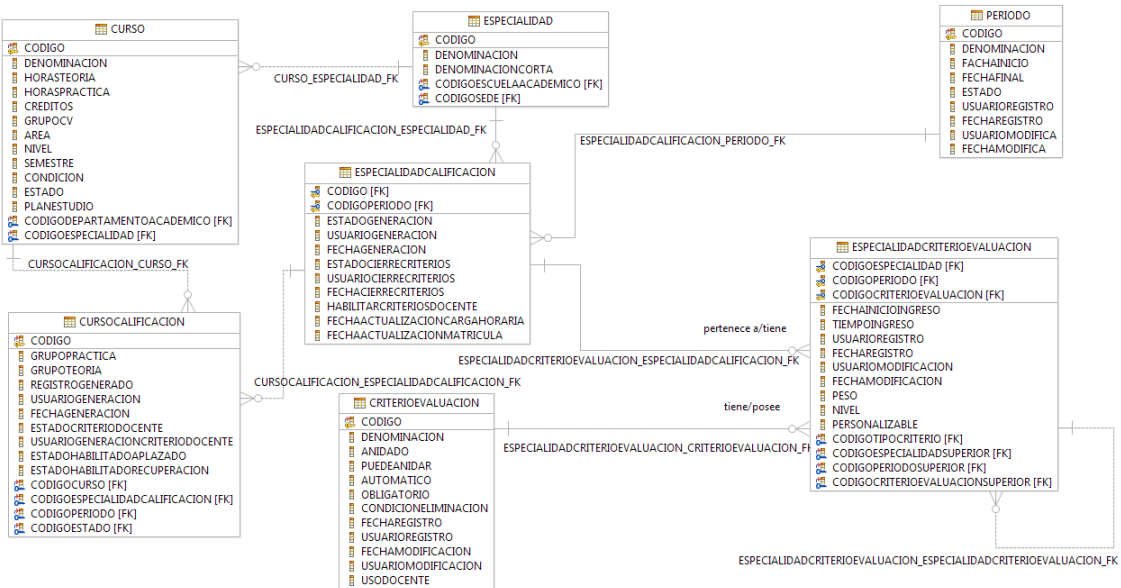 CURSO
CODIGO
DENOMINACION
HORASTEORIA
HORASPRACTICA
CREDITOS
GRUPOCV
AREA
NIVEL
SEMESTRE
CONDICION
ESTADO
PLANESTUDIO
CODIGODEPARTAMENTOACADEMICO [FK]
CODIGOESPECIALIDAD [FK]
CURSO_ESPECIALIDAD_FK
ESPECIALIDAD
CODIGO
DENOMINACION
DENOMINACIONCORTA
CODIGOESCUELAACADEMICO [FK]
CODIGOSEDE [FK]
PERIODO
CODIGO
DENOMINACION
FACHAINICIO
FECHAFINAL
ESTADO
USUARIOREGISTRO
FECHAREGISTRO
USUARIOMODIFICA
FECHAMODIFICA
ESPECIALIDADCALIFICACION_ESPECIALIDAD_FK
ESPECIALIDADCALIFICACION_PERIODO_FK
ESPECIALIDADCALIFICACION
CODIGO [FK]
CODIGOPERIODO [FK]
ESTADOGENERACION
USUARIOGENERACION
FECHAGENERACION
ESTADOCIERRECRITERIOS
USUARIOCIERRECRITERIOS
FECHACIERRECRITERIOS
HABILITARCRITERIOSDOCENTE
FECHAACTUALIZACIONCARGAHORARIA
FECHAACTUALIZACIONMATRICULA
CURSOCALIFICACION_CURSO_FK
CURSOCALIFICACION
CODIGO
GRUPOPRACTICA
GRUPOTEORIA
REGISTROGENERADO
USUARIOGENERACION
FECHAGENERACION
ESTADOCRITERIODOCENTE
USUARIOGENERACIONCRITERIODOCENTE
ESTADOHABILITADOAPLAZADO
ESTADOHABILITADORECUPERACION
CODIGOCURSO [FK]
CODIGOESPECIALIDADCALIFICACION [FK]
CODIGOPERIODO [FK]
CODIGOESTADO [FK]
CURSOCALIFICACION_ESPECIALIDADCALIFICACION_FK
CRITERIOEVALUACION
CODIGO
DENOMINACION
ANIDADO
PUEDEANIDAR
AUTOMATICO
OBLIGATORIO
CONDICIONELIMINACION
FECHAREGISTRO
USUARIOREGISTRO
FECHAMODIFICACION
USUARIOMODIFICACION
USODOCENTE
pertenece a/tiene
ESPECIALIDADCRITERIOEVALUACION_ESPECIALIDADCALIFICACION_FK
tiene/posee
ESPECIALIDADCRITERIOEVALUACION_CRITERIOEVALUACION_FK
ESPECIALIDADCRITERIOEVALUACION
CODIGOESPECIALIDAD [FK]
CODIGOPERIODO [FK]
CODIGOCRITERIOEVALUACION [FK]
FECHAINICIOINGRESO
TIEMPOINGRESO
USUARIOREGISTRO
FECHAREGISTRO
USUARIOMODIFICACION
FECHAMODIFICACION
PESO
NIVEL
PERSONALIZABLE
CODIGOTIPOCRITERIO [FK]
CODIGOESPECIALIDADSUPERIOR [FK]
CODIGOPERIODOSUPERIOR [FK]
CODIGOCRITERIOEVALUACIONSUPERIOR [FK]
ESPECIALIDADCRITERIOEVALUACION_ESPECIALIDADCRITERIOEVALUACION_FK